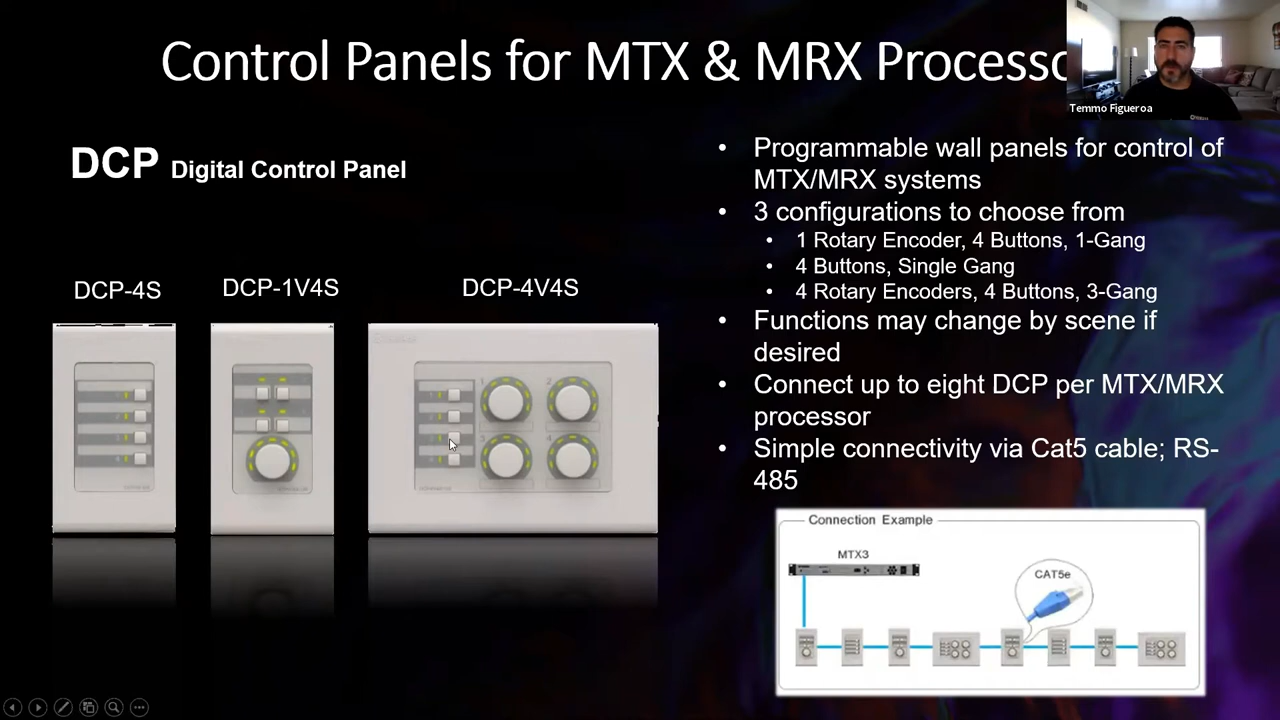 Control Panels for MTX & MRX Processo
Temmo Figueroa
DCP Digital Control Panel
DCP-4S
DCP-1V4S
DCP-4V4S
• Programmable wall panels for control of
MTX/MRX systems
• 3 configurations to choose from
• 1 Rotary Encoder, 4 Buttons, 1-Gang
• 4 Buttons, Single Gang
• 4 Rotary Encoders, 4 Buttons, 3-Gang
• Functions may change by scene if
desired
• Connect up to eight DCP per MTX/MRX
processor
• Simple connectivity via Cat5 cable; RS-
485
Connection Example
MTX3
CAT5e